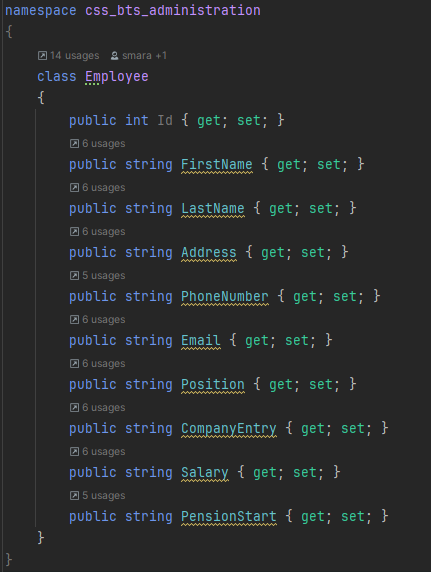 namespace css_bts_administration
{
14 usages smara +1
class Employee
{
public int Id { get; set; }
6 usages
public string FirstName { get; set; }
6 usages
public string LastName { get; set; }
6 usages
public string Address { get; set; }
5 usages
public string PhoneNumber { get; set; }
6 usages
public string Email { get; set; }
6 usages
public string Position { get; set; }
6 usages
public string CompanyEntry { get; set; }
6 usages
public string Salary { get; set; }
5 usages
public string PensionStart { get; set; }
}
}